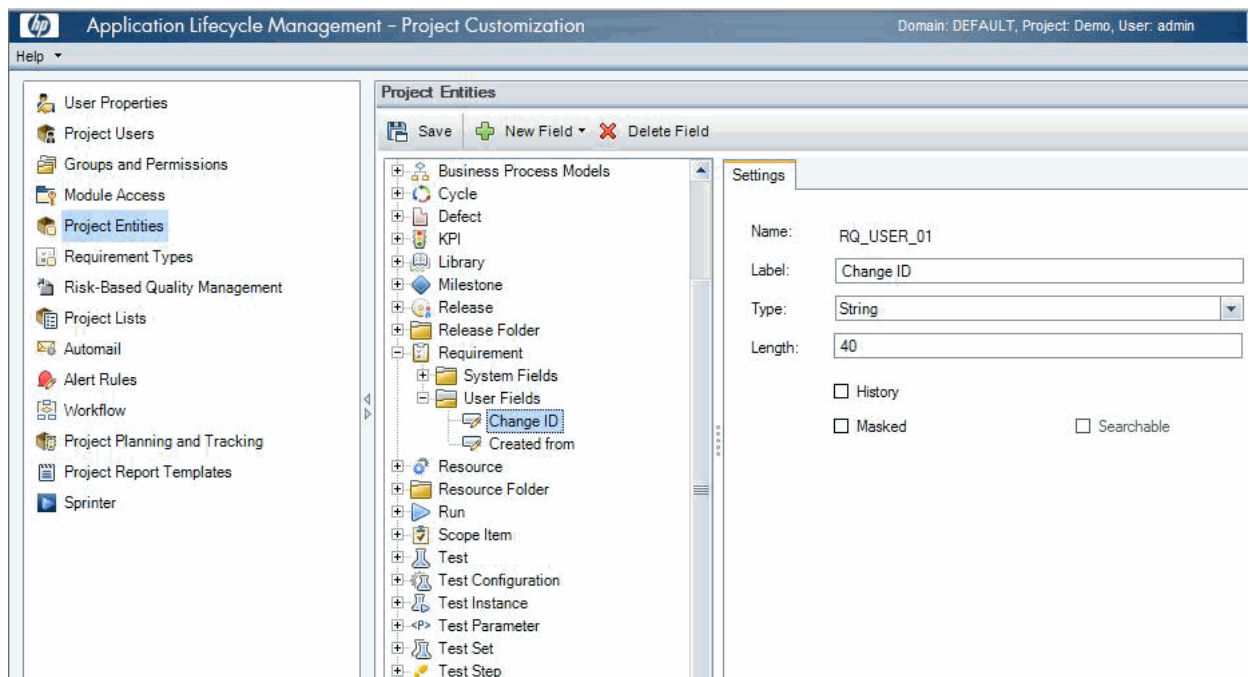 hp Application Lifecycle Management – Project Customization Domain: DEFAULT, Project: Demo, User: admin
Help
User Properties
Project Users
Groups and Permissions
Module Access
Project Entities
Requirement Types
Risk-Based Quality Management
Project Lists
Automail
Alert Rules
Workflow
Project Planning and Tracking
Project Report Templates
Sprinter
Project Entities
Save New Field Delete Field
Business Process Models
Cycle
Defect
KPI
Library
Milestone
Release
Release Folder
Requirement
System Fields
User Fields
Change ID
Created from
Resource
Resource Folder
Run
Scope Item
Test
Test Configuration
Test Instance
<P> Test Parameter
Test Set
Test Step
Settings
Name: RQ_USER_01
Label: Change ID
Type: String
Length: 40
History
Masked Searchable